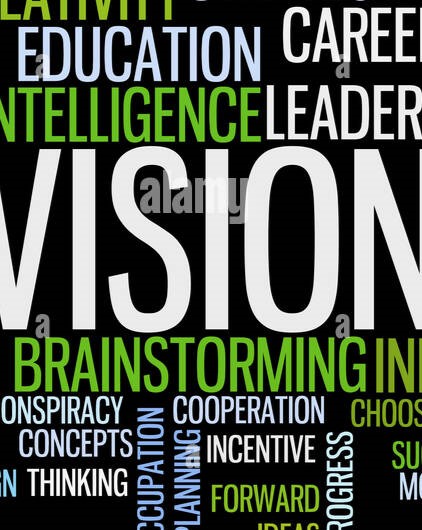 EATIVITY
CAREE
EDUCATION
NTELLIGENCE
LEADER
VISION
alamy
BRAINSTORMING
IN
ONSPIRACY
COOPERATION
CHOOS
CONCEPTS
CCUPATION
PLANNING
INCENTIVE
ROGRESS
SU
GN
THINKING
FORWARD
MO
IDEAS
a
a
a
a